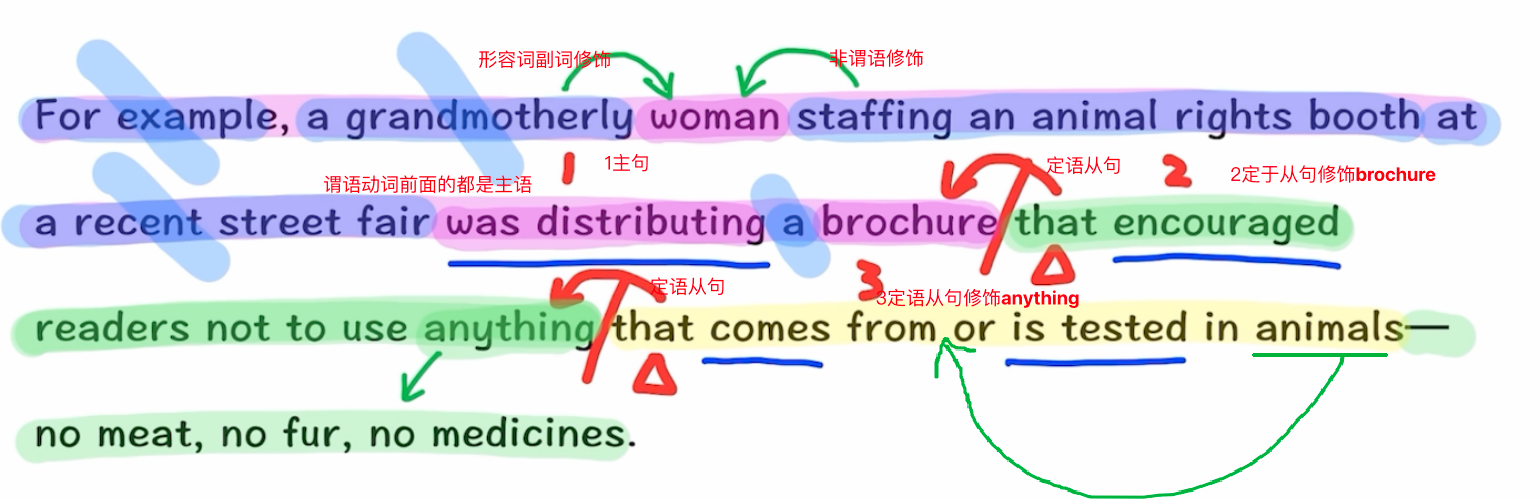 形容词副词修饰 非谓语修饰
For example, a grandmotherly woman staffing an animal rights booth at
1 1主句 定语从句 2 2定于从句修饰brochure
谓语动词前面的都是主语
a recent street fair was distributing a brochure that encouraged
定语从句 3 3定语从句修饰anything
readers not to use anything that comes from or is tested in animals—
no meat, no fur, no medicines.